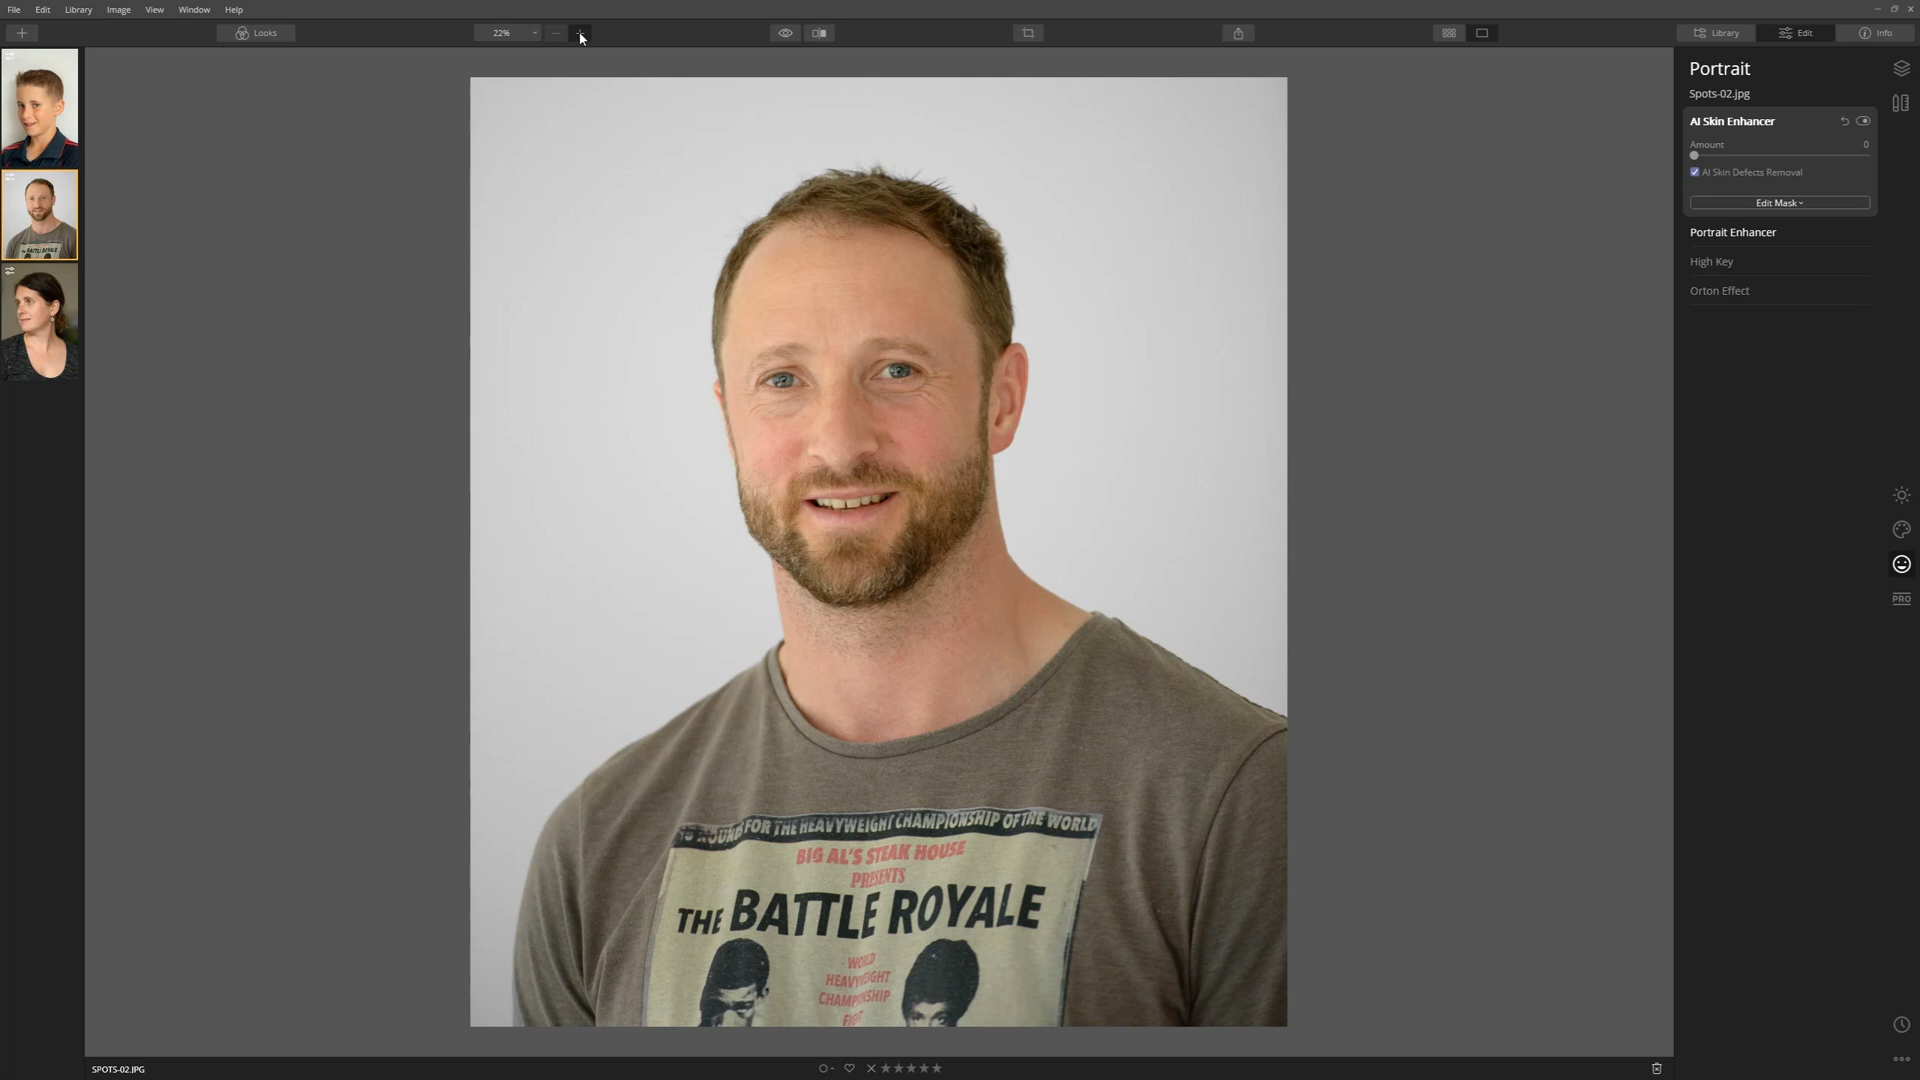 File Edit Library Image View Window Help
Looks
22%
Library
Edit
Info
Portrait
Spots-02.jpg
AI Skin Enhancer
Amount 0
AI Skin Defects Removal
Edit Mask
Portrait Enhancer
High Key
Orton Effect
PRO
FOR THE HEAVYWEIGHT CHAMPIONSHIP OF THE WORLD
BIG AL'S STEAK HOUSE
PRESENTS
THE BATTLE ROYALE
WORLD
HEAVYWEIGHT
CHAMPIONSHIP
FIGHT
SPOTS-02.JPG